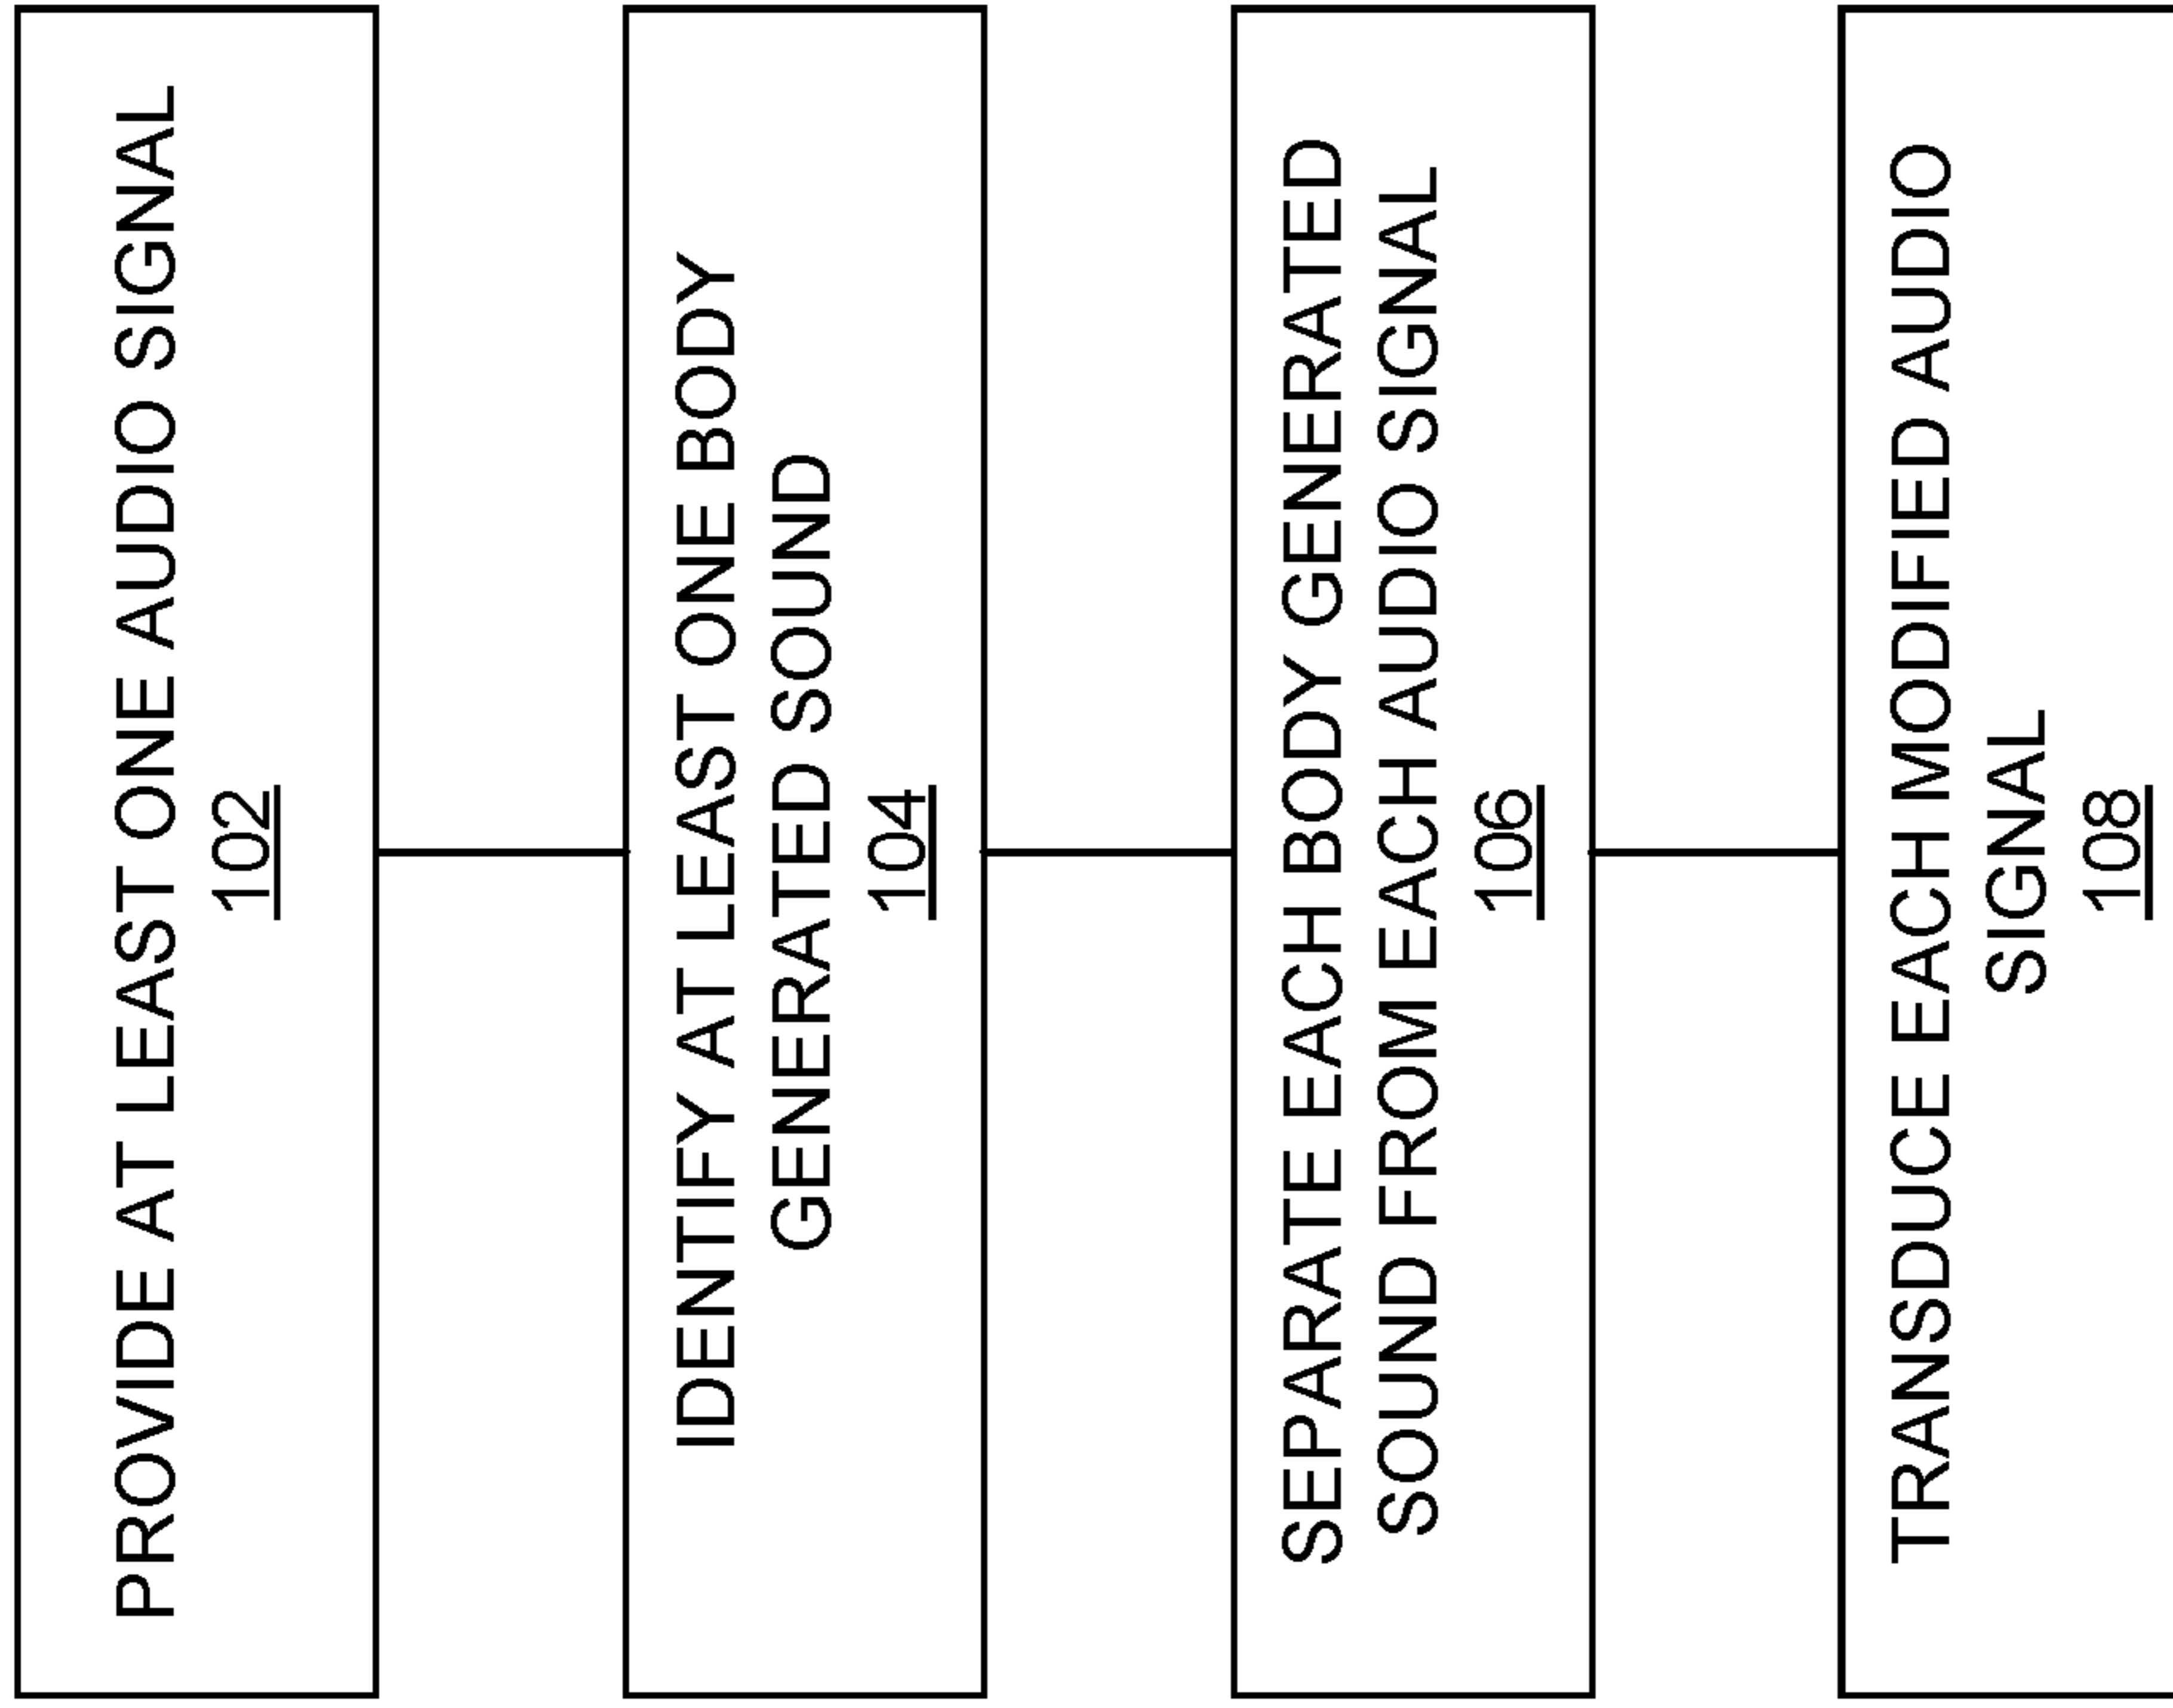 PROVIDE AT LEAST ONE AUDIO SIGNAL
102
IDENTIFY AT LEAST ONE BODY
GENERATED SOUND
104
SEPARATE EACH BODY GENERATED
SOUND FROM EACH AUDIO SIGNAL
106
TRANSDUCE EACH MODIFIED AUDIO
SIGNAL
108